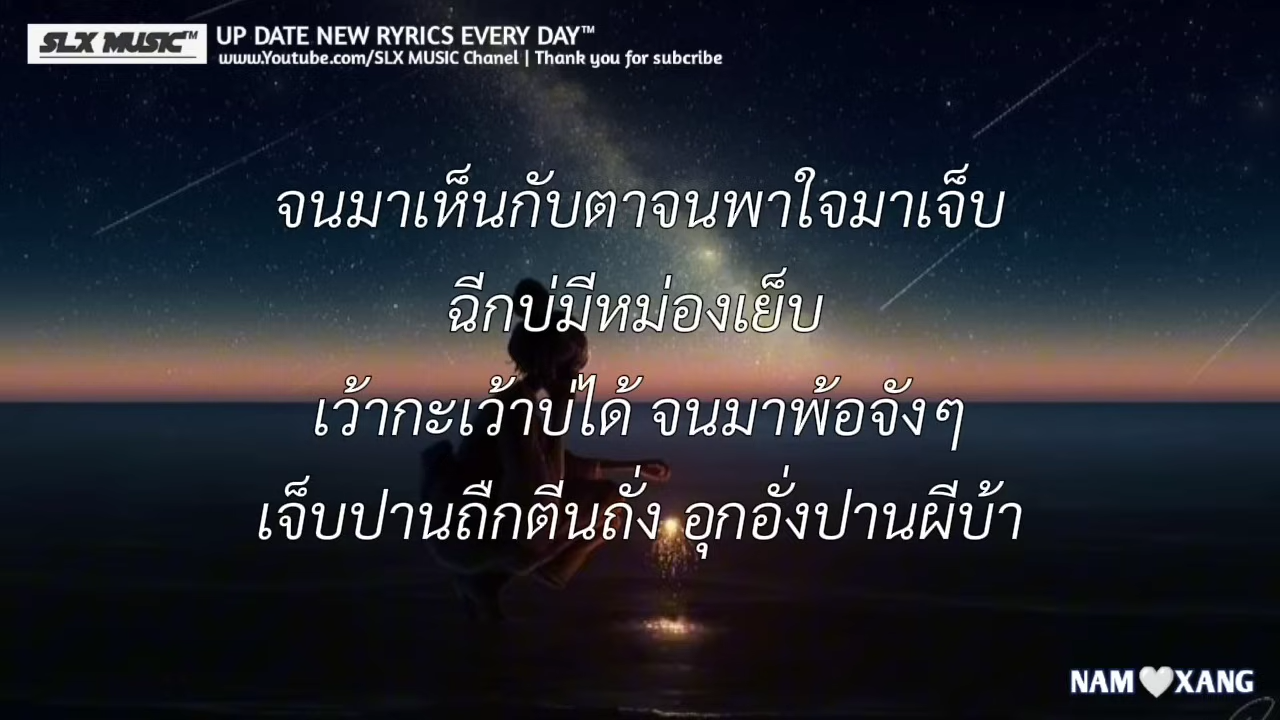 SLX MUSIC™
UP DATE NEW RYRICS EVERY DAY™
www.Youtube.com/SLX MUSIC Chanel | Thank you for subcribe
จนมาเห็นกับตาจนพาใจมาเจ็บ
ฉีกบ่มีหม่องเย็บ
เว้ากะเว้าบ่ได้ จนมาพ้อจังๆ
เจ็บปานถืกตีนถั่ง อุกอั่งปานผีบ้า
NAM🤍XANG